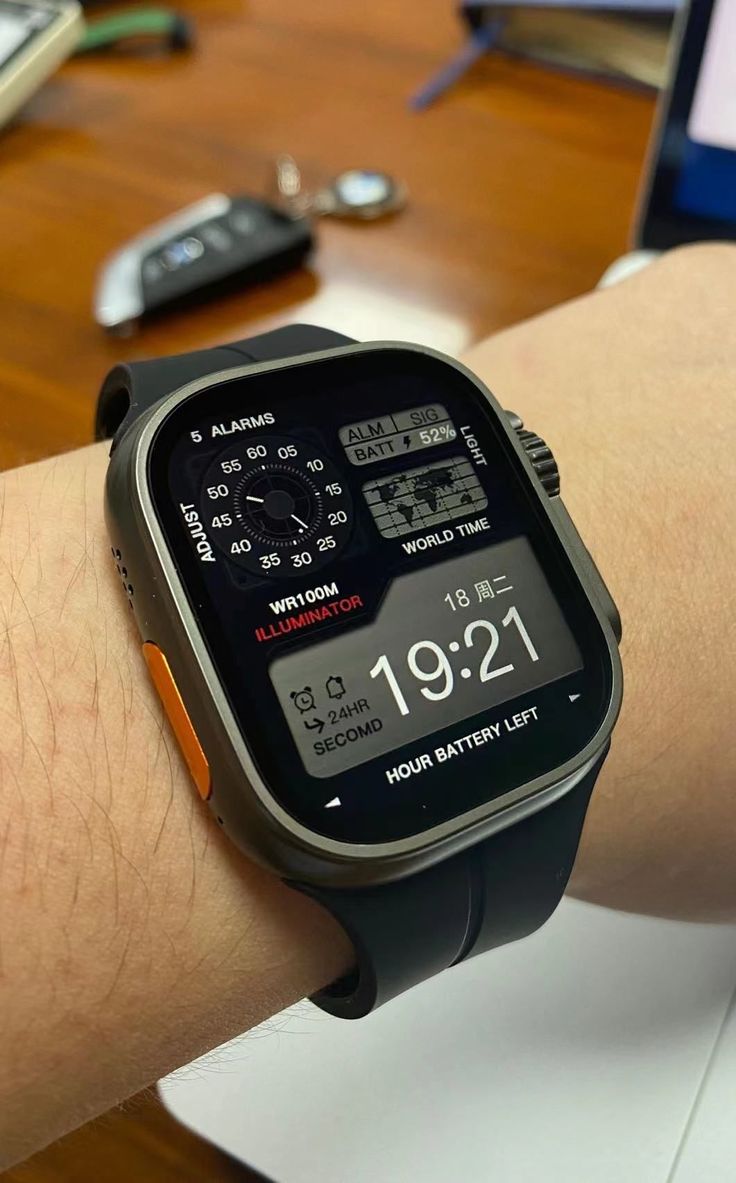 5 ALARMS
60
55 05
50 10
45 15
40 20
35 30 25
ADJUST
ALM SIG
BATT 52%
LIGHT
WORLD TIME
WR100M
ILLUMINATOR
18 周二
19:21
24HR
SECOMD
HOUR BATTERY LEFT